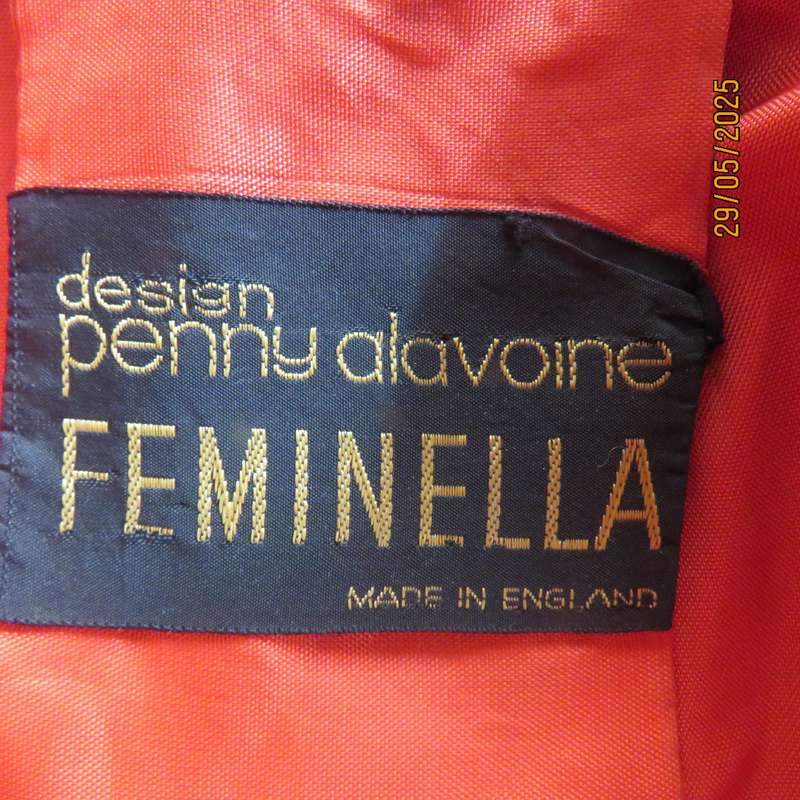 design
penny alavoine
FEMINELLA
MADE IN ENGLAND
29/05/2025